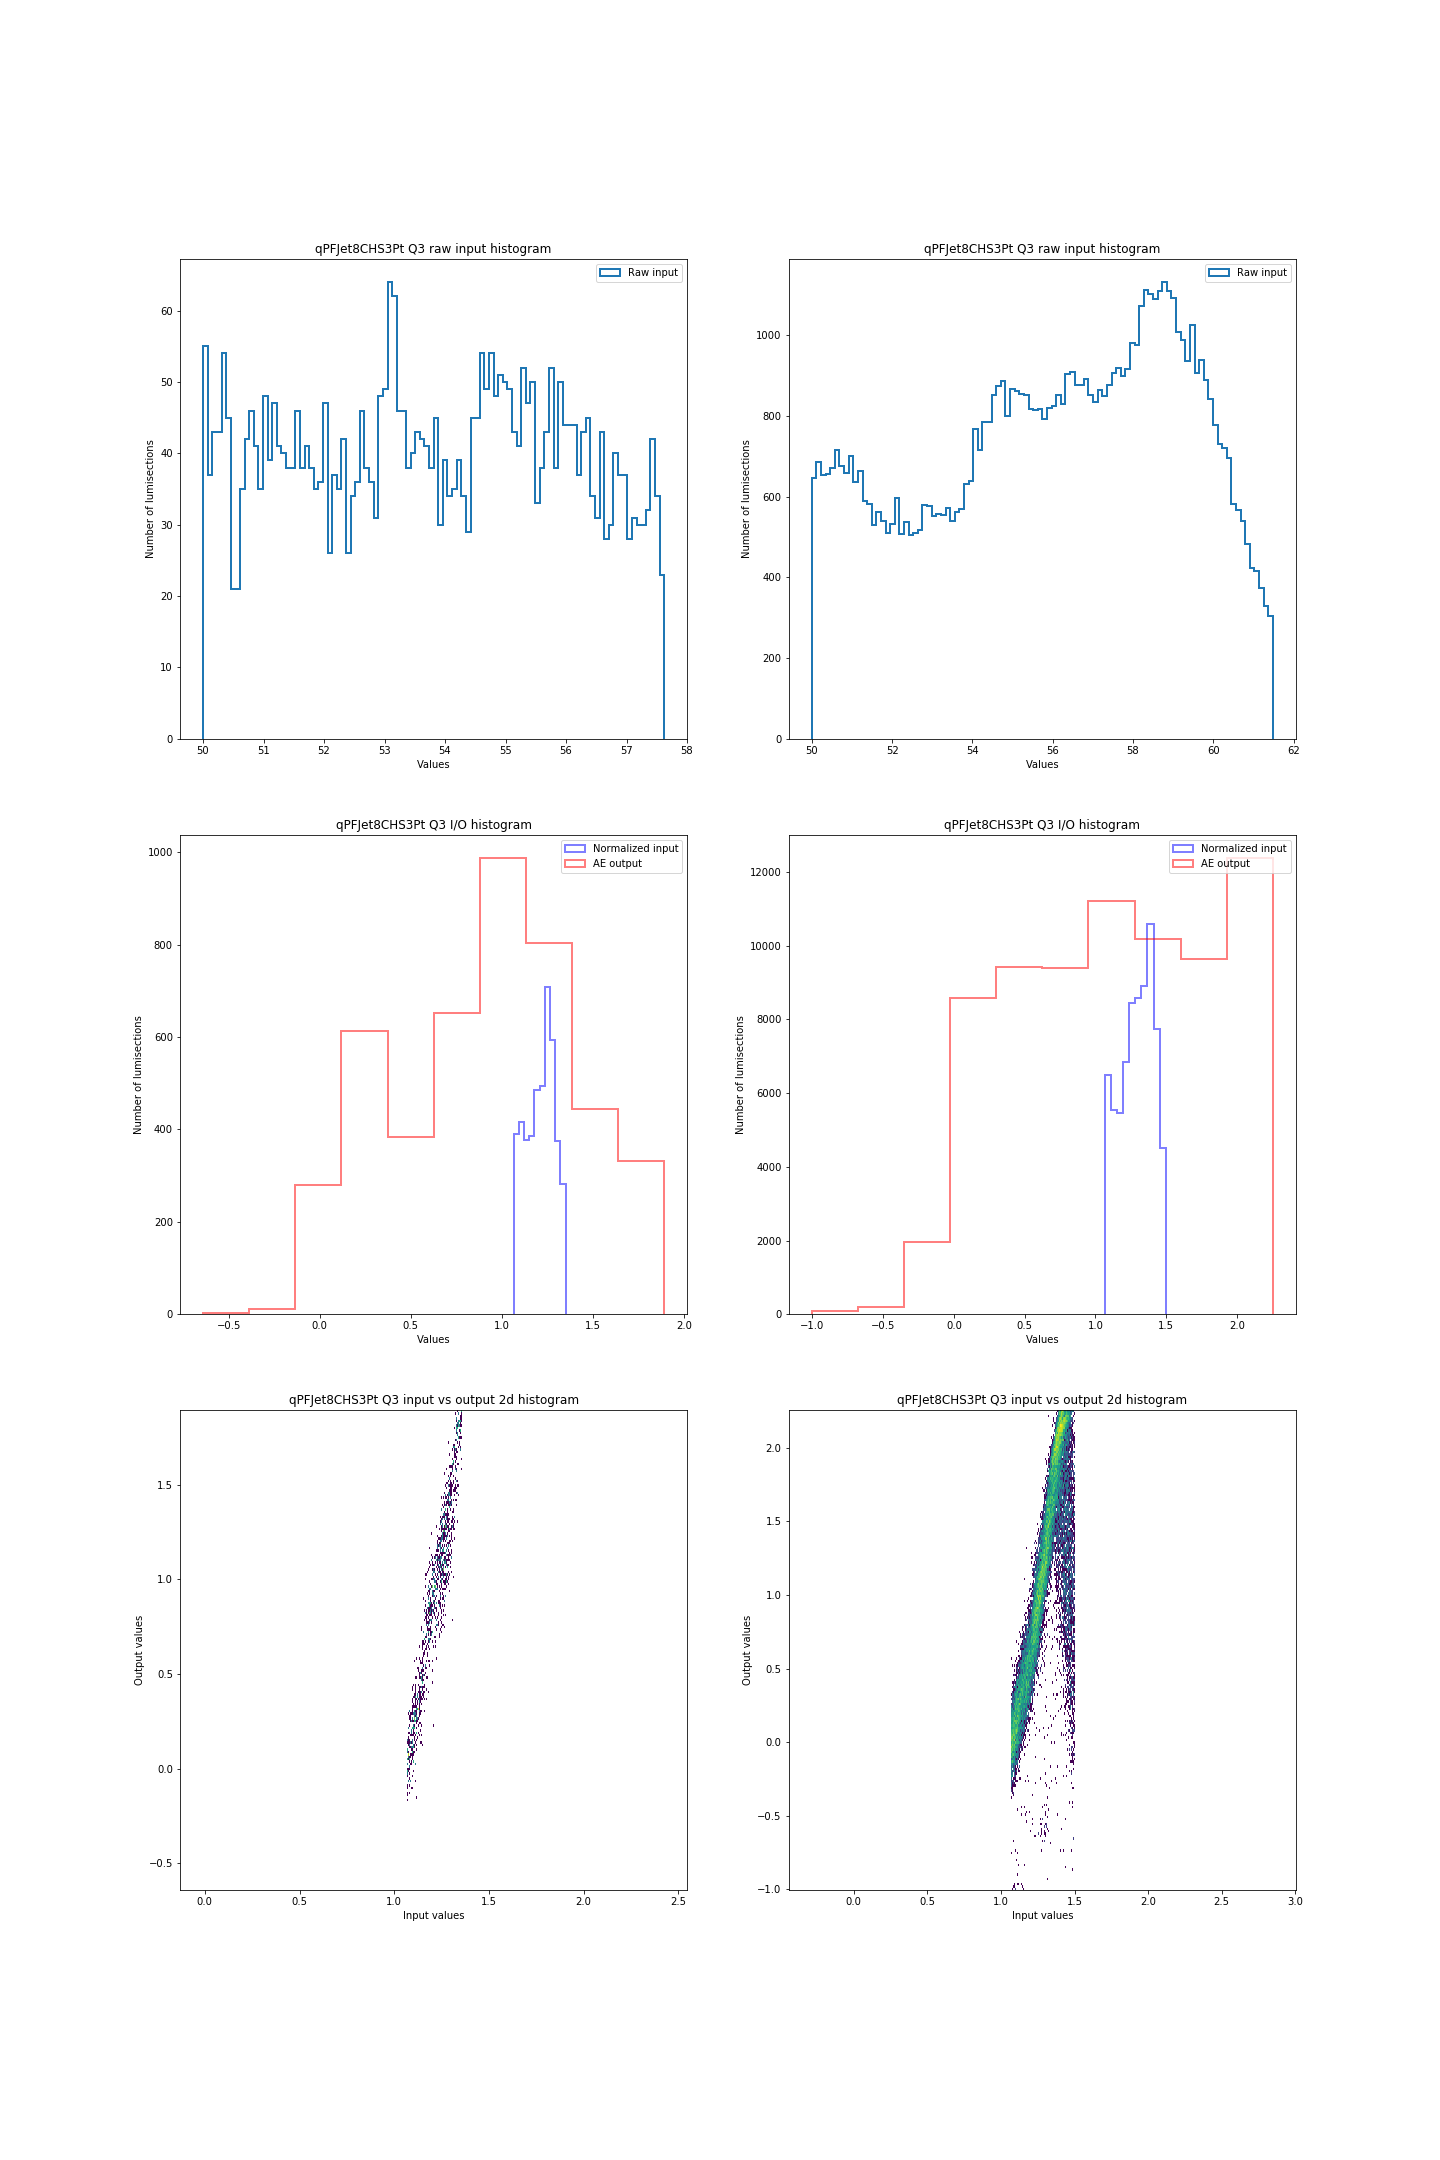 qPFJet8CHS3Pt Q3 raw input histogram
Raw input
60
50
40
30
20
10
0
Number of lumisections
50 51 52 53 54 55 56 57 58
Values
qPFJet8CHS3Pt Q3 raw input histogram
Raw input
1000
800
600
400
200
0
Number of lumisections
50 52 54 56 58 60 62
Values
qPFJet8CHS3Pt Q3 I/O histogram
Normalized input
AE output
1000
800
600
400
200
0
Number of lumisections
−0.5 0.0 0.5 1.0 1.5 2.0
Values
qPFJet8CHS3Pt Q3 I/O histogram
Normalized input
AE output
12000
10000
8000
6000
4000
2000
0
Number of lumisections
−1.0 −0.5 0.0 0.5 1.0 1.5 2.0
Values
qPFJet8CHS3Pt Q3 input vs output 2d histogram
1.5
1.0
0.5
0.0
−0.5
Output values
0.0 0.5 1.0 1.5 2.0 2.5
Input values
qPFJet8CHS3Pt Q3 input vs output 2d histogram
2.0
1.5
1.0
0.5
0.0
−0.5
−1.0
Output values
0.0 0.5 1.0 1.5 2.0 2.5 3.0
Input values